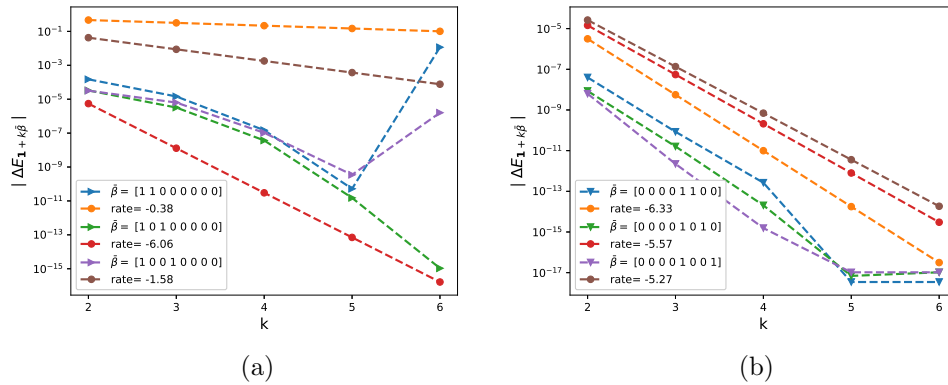 10⁻¹
10⁻³
10⁻⁵
10⁻⁷
10⁻⁹
10⁻¹¹
10⁻¹³
10⁻¹⁵
| ΔE₁₊ₖβ̃ |
β̃ = [1 1 0 0 0 0 0 0]
rate= -0.38
β̃ = [1 0 1 0 0 0 0 0]
rate= -6.06
β̃ = [1 0 0 1 0 0 0 0]
rate= -1.58
2 3 4 5 6
k
(a)
10⁻⁵
10⁻⁷
10⁻⁹
10⁻¹¹
10⁻¹³
10⁻¹⁵
10⁻¹⁷
| ΔE₁₊ₖβ̃ |
β̃ = [0 0 0 0 1 1 0 0]
rate= -6.33
β̃ = [0 0 0 0 1 0 1 0]
rate= -5.57
β̃ = [0 0 0 0 1 0 0 1]
rate= -5.27
2 3 4 5 6
k
(b)